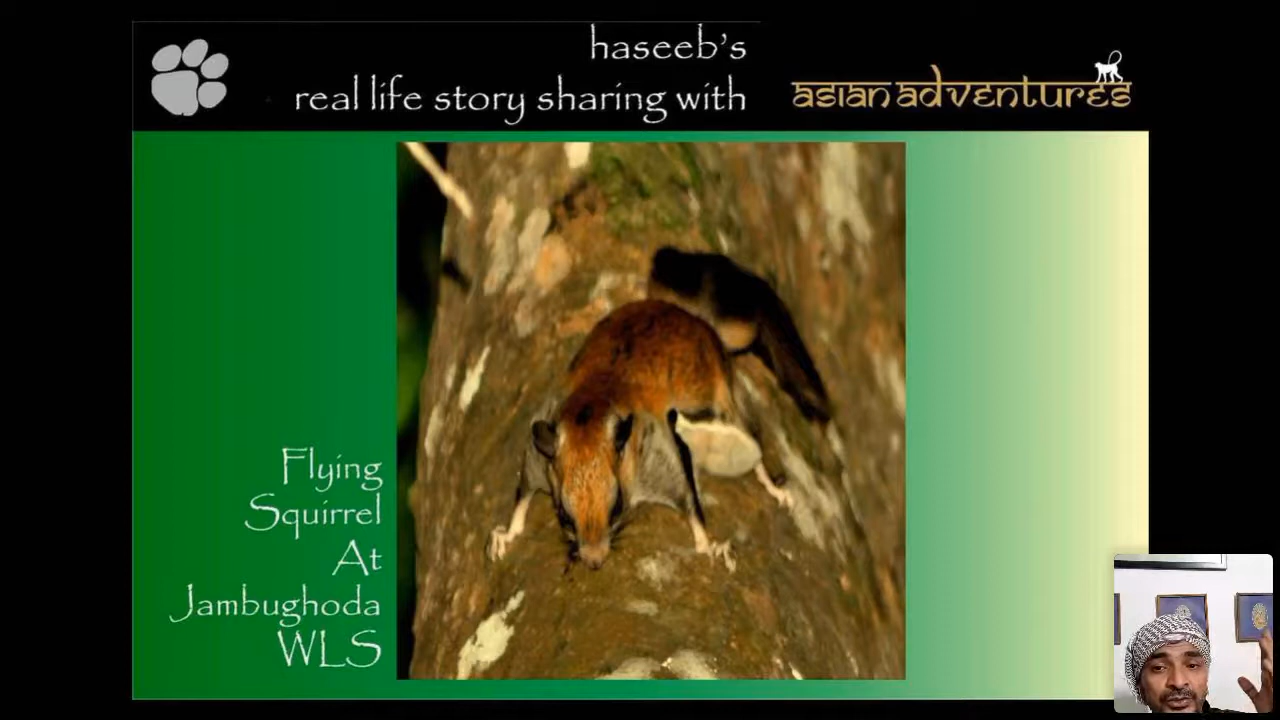 haseeb's
real life story sharing with
asian adventures
Flying
Squirrel
At
Jambughoda
WLS